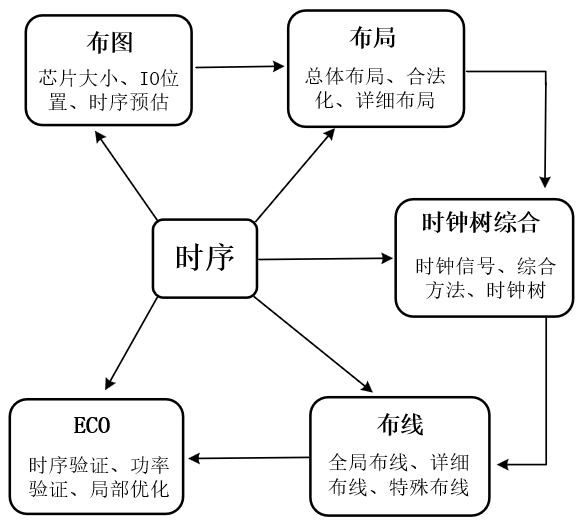 布图
芯片大小、IO位
置、时序预估
布局
总体布局、合法
化、详细布局
时钟树综合
时钟信号、综合
方法、时钟树
时序
ECO
时序验证、功率
验证、局部优化
布线
全局布线、详细
布线、特殊布线